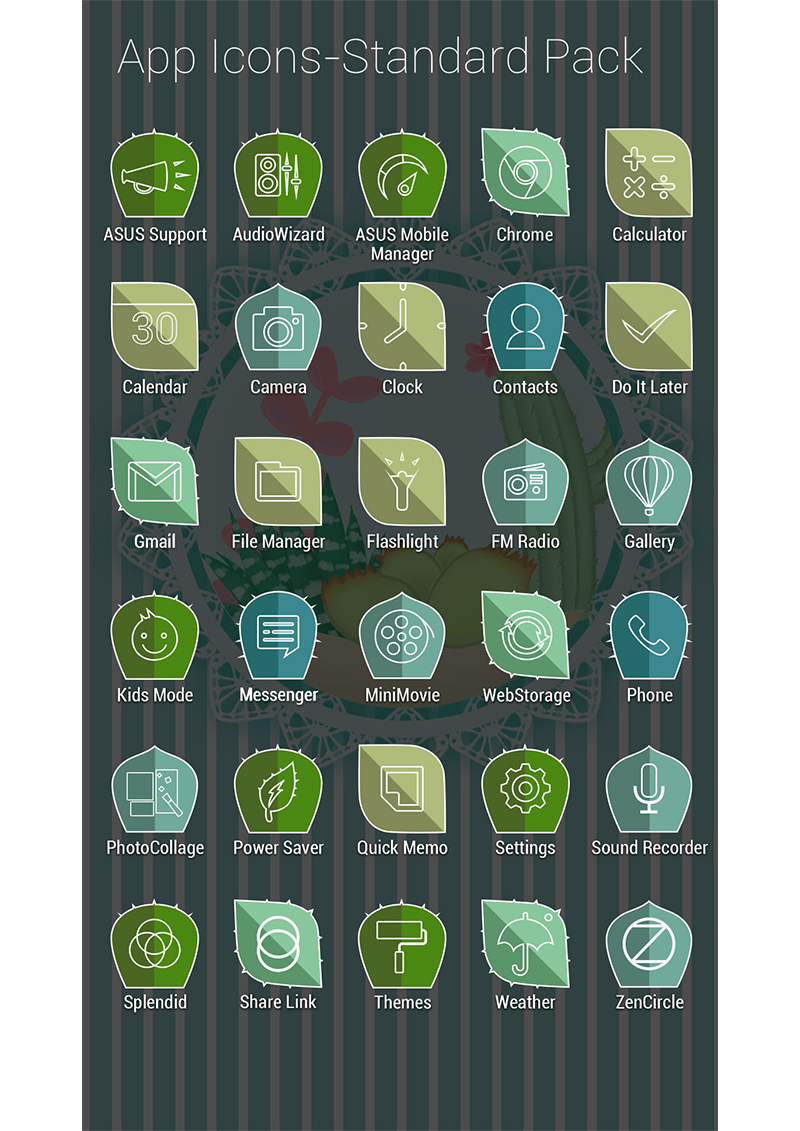 App Icons-Standard Pack
ASUS Support AudioWizard ASUS Mobile Manager Chrome Calculator
30
Calendar Camera Clock Contacts Do It Later
Gmail File Manager Flashlight FM Radio Gallery
Kids Mode Messenger MiniMovie WebStorage Phone
PhotoCollage Power Saver Quick Memo Settings Sound Recorder
Splendid Share Link Themes Weather ZenCircle